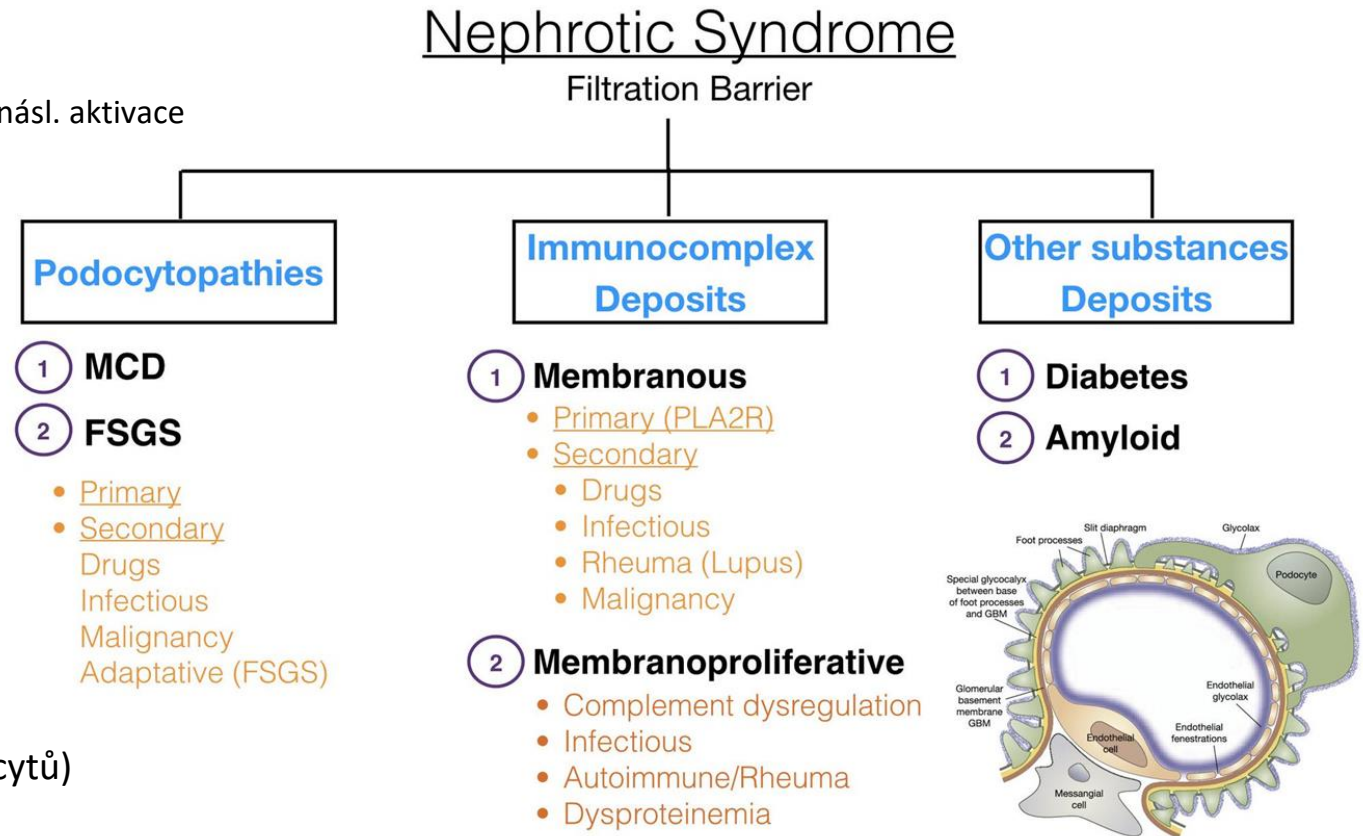 Nephrotic Syndrome
Filtration Barrier
násl. aktivace
Podocytopathies
1 MCD
2 FSGS
• Primary
• Secondary
Drugs
Infectious
Malignancy
Adaptative (FSGS)
cytů)
Immunocomplex
Deposits
1 Membranous
• Primary (PLA2R)
• Secondary
• Drugs
• Infectious
• Rheuma (Lupus)
• Malignancy
2 Membranoproliferative
• Complement dysregulation
• Infectious
• Autoimmune/Rheuma
• Dysproteinemia
Other substances
Deposits
1 Diabetes
2 Amyloid
Slit diaphragm
Glycolax
Foot processes
Podocyte
Special glycocalyx
between base
of foot processes
and GBM
Glomerular
basement
membrane
GBM
Endothelial
glycolax
Endothelial
fenestrations
Endothelial
cell
Messangial
cell